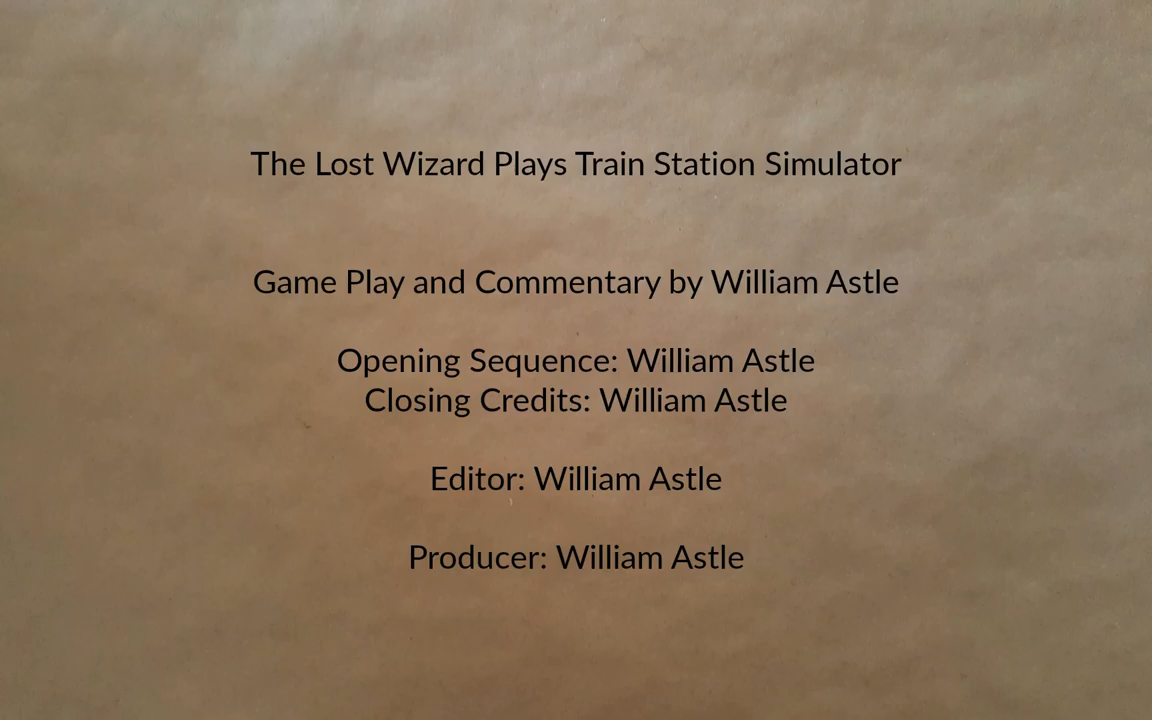 The Lost Wizard Plays Train Station Simulator
Game Play and Commentary by William Astle
Opening Sequence: William Astle
Closing Credits: William Astle
Editor: William Astle
Producer: William Astle